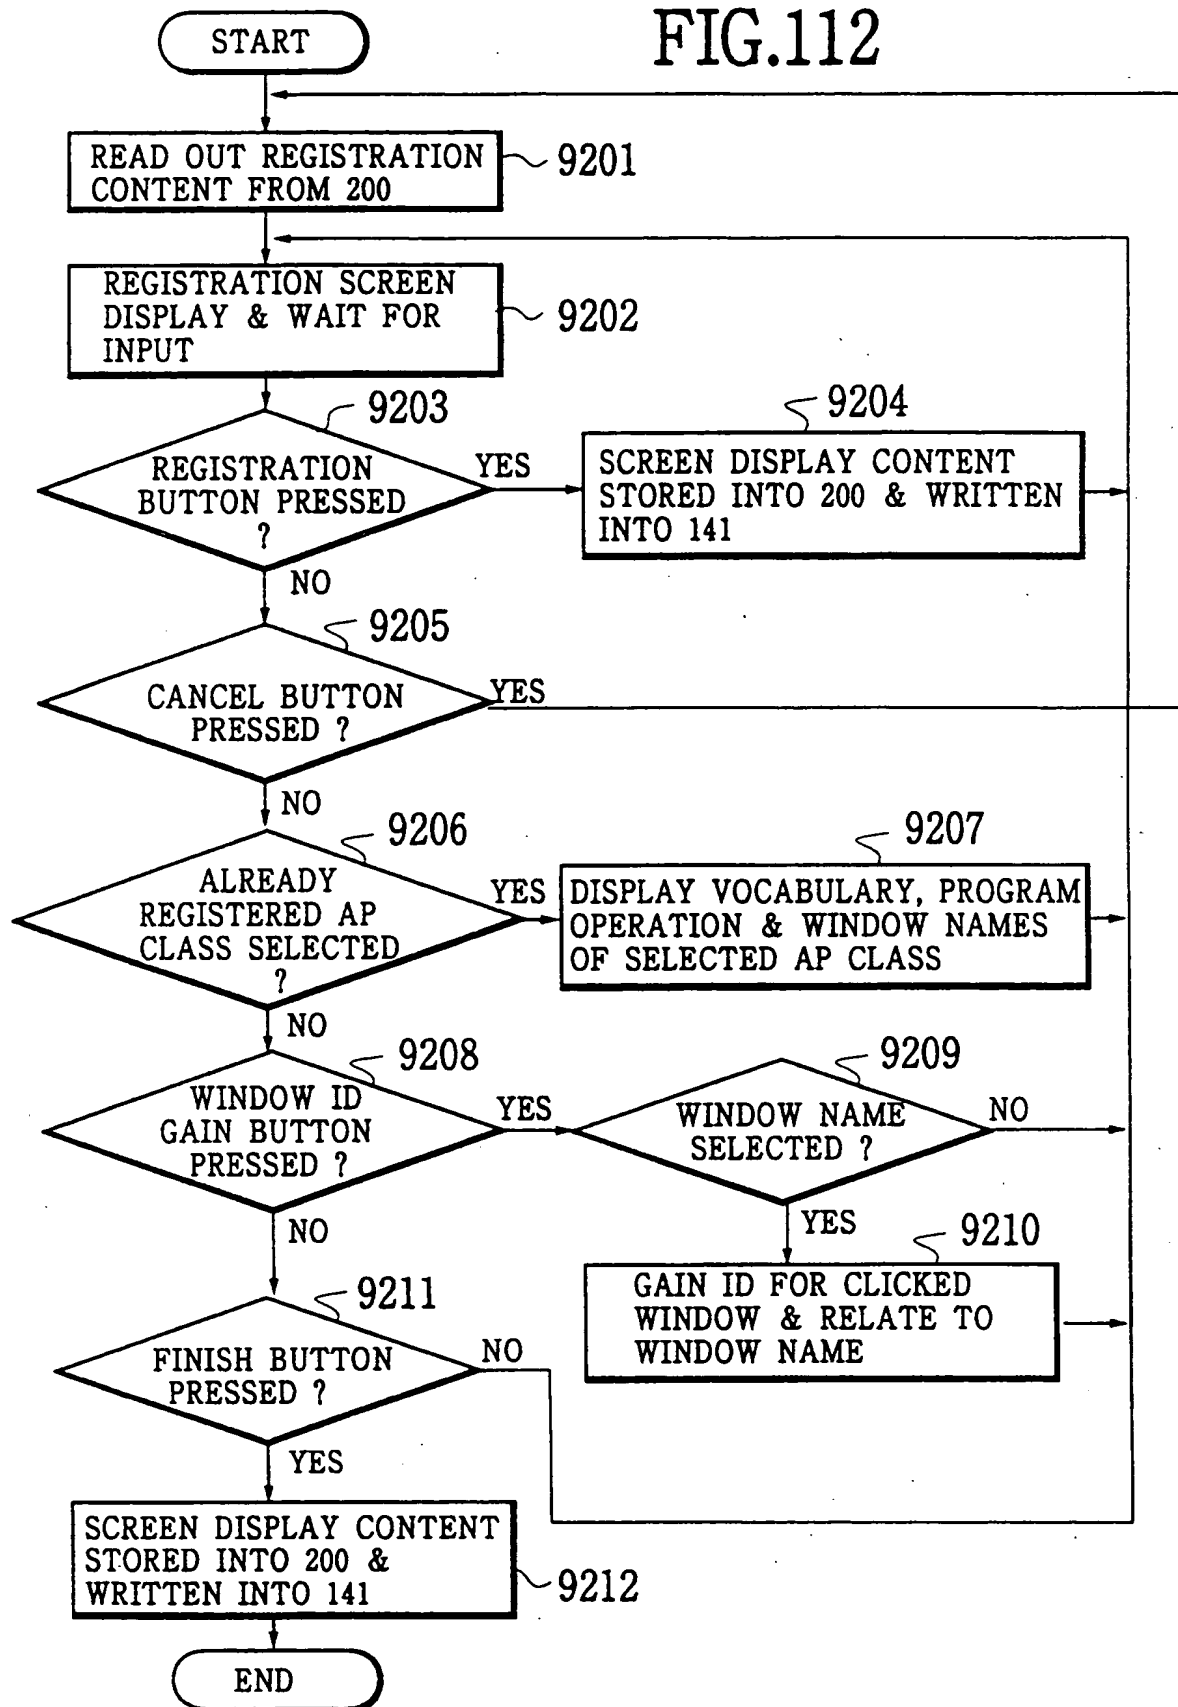 FIG.112
START
READ OUT REGISTRATION
CONTENT FROM 200
9201
REGISTRATION SCREEN
DISPLAY & WAIT FOR
INPUT
9202
9203
REGISTRATION
BUTTON PRESSED
?
YES
NO
9204
SCREEN DISPLAY CONTENT
STORED INTO 200 & WRITTEN
INTO 141
9205
CANCEL BUTTON
PRESSED ?
YES
NO
9206
ALREADY
REGISTERED AP
CLASS SELECTED
?
YES
NO
9207
DISPLAY VOCABULARY, PROGRAM
OPERATION & WINDOW NAMES
OF SELECTED AP CLASS
9208
WINDOW ID
GAIN BUTTON
PRESSED ?
YES
NO
9209
WINDOW NAME
SELECTED ?
NO
YES
9210
GAIN ID FOR CLICKED
WINDOW & RELATE TO
WINDOW NAME
9211
FINISH BUTTON
PRESSED ?
NO
YES
SCREEN DISPLAY CONTENT
STORED INTO 200 &
WRITTEN INTO 141
9212
END